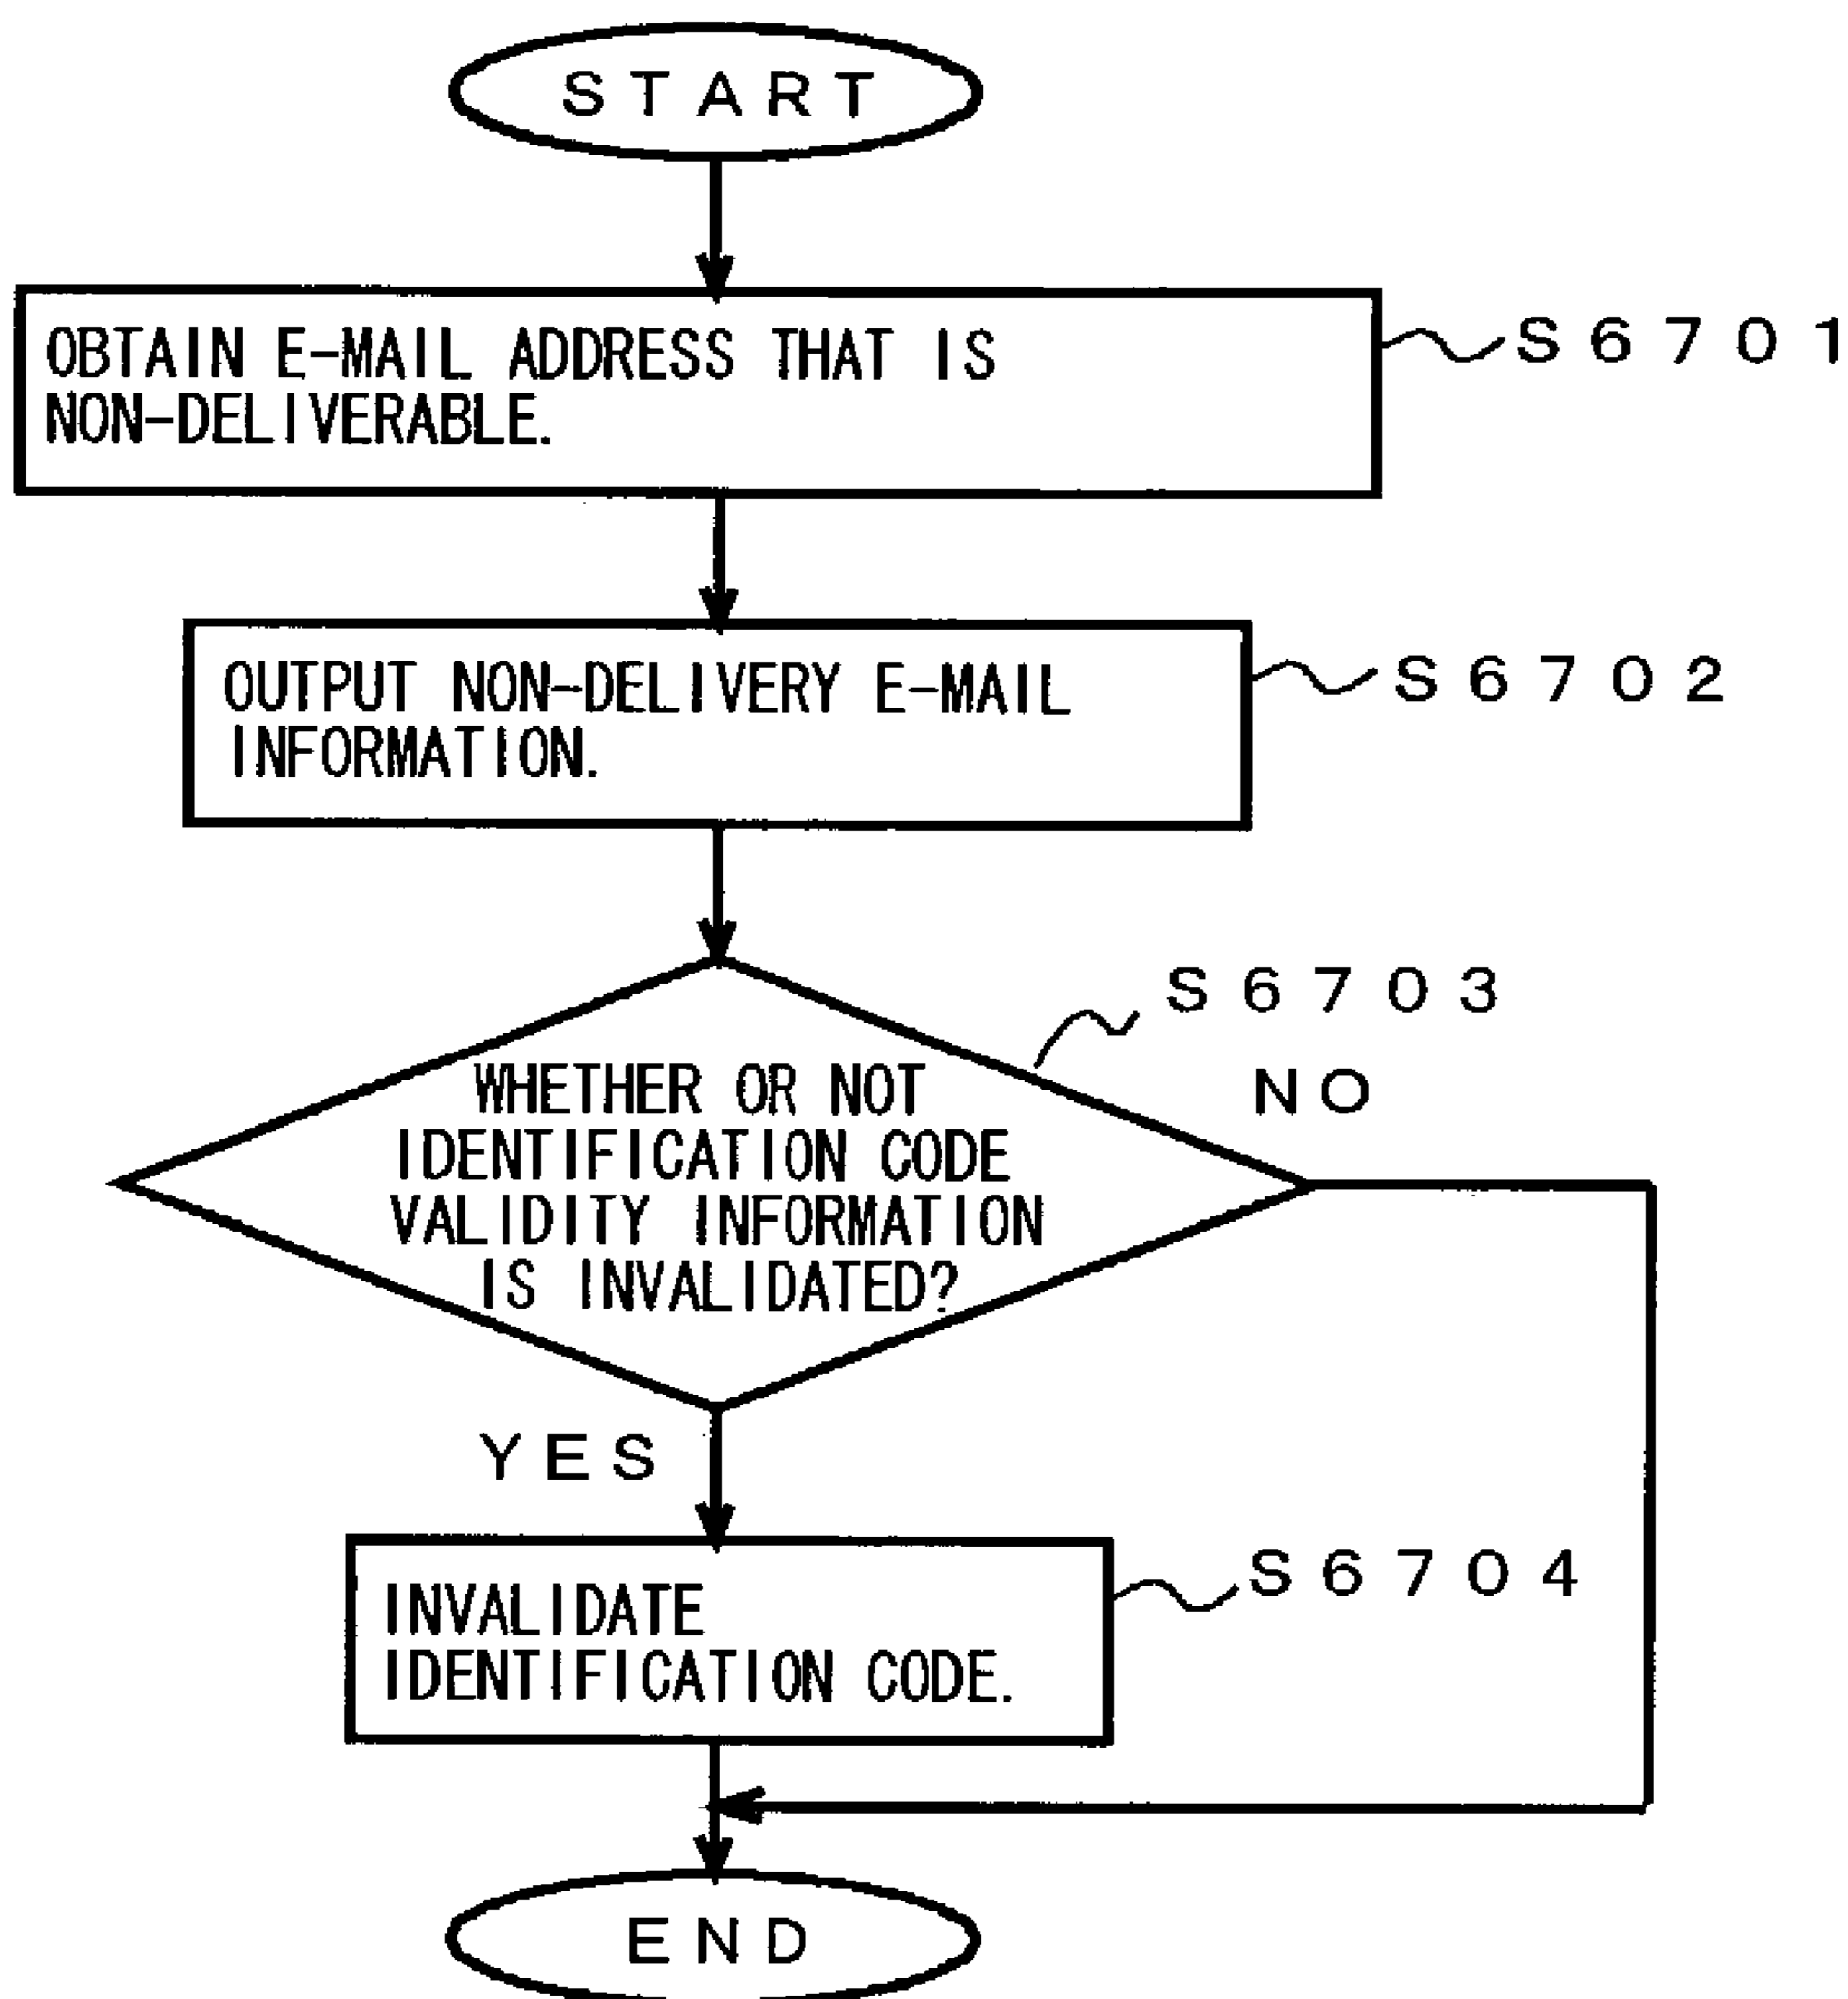 START
OBTAIN E-MAIL ADDRESS THAT IS
NON-DELIVERABLE.
S6701
OUTPUT NON-DELIVERY E-MAIL
INFORMATION.
S6702
S6703
WHETHER OR NOT
IDENTIFICATION CODE
VALIDITY INFORMATION
IS INVALIDATED?
NO
YES
INVALIDATE
IDENTIFICATION CODE.
S6704
END